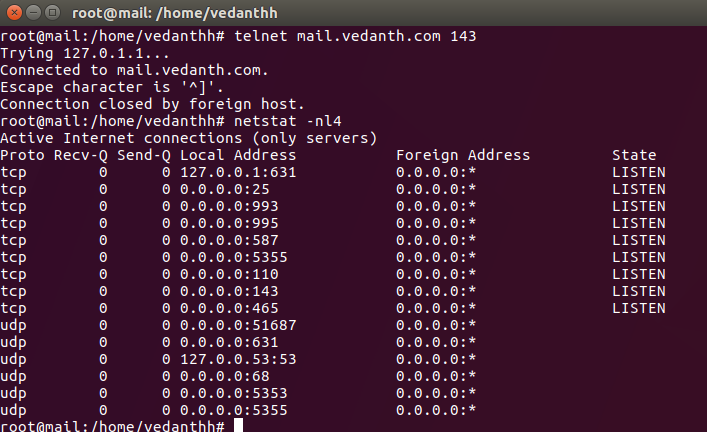 root@mail: /home/vedanthh
root@mail:/home/vedanthh# telnet mail.vedanth.com 143
Trying 127.0.1.1...
Connected to mail.vedanth.com.
Escape character is '^]'.
Connection closed by foreign host.
root@mail:/home/vedanthh# netstat -nl4
Active Internet connections (only servers)
Proto Recv-Q Send-Q Local Address           Foreign Address         State
tcp        0      0 127.0.0.1:631           0.0.0.0:*               LISTEN
tcp        0      0 0.0.0.0:25              0.0.0.0:*               LISTEN
tcp        0      0 0.0.0.0:993             0.0.0.0:*               LISTEN
tcp        0      0 0.0.0.0:995             0.0.0.0:*               LISTEN
tcp        0      0 0.0.0.0:587             0.0.0.0:*               LISTEN
tcp        0      0 0.0.0.0:5355            0.0.0.0:*               LISTEN
tcp        0      0 0.0.0.0:110             0.0.0.0:*               LISTEN
tcp        0      0 0.0.0.0:143             0.0.0.0:*               LISTEN
tcp        0      0 0.0.0.0:465             0.0.0.0:*               LISTEN
udp        0      0 0.0.0.0:51687           0.0.0.0:*
udp        0      0 0.0.0.0:631             0.0.0.0:*
udp        0      0 127.0.0.53:53           0.0.0.0:*
udp        0      0 0.0.0.0:68              0.0.0.0:*
udp        0      0 0.0.0.0:5353            0.0.0.0:*
udp        0      0 0.0.0.0:5355            0.0.0.0:*
root@mail:/home/vedanthh#